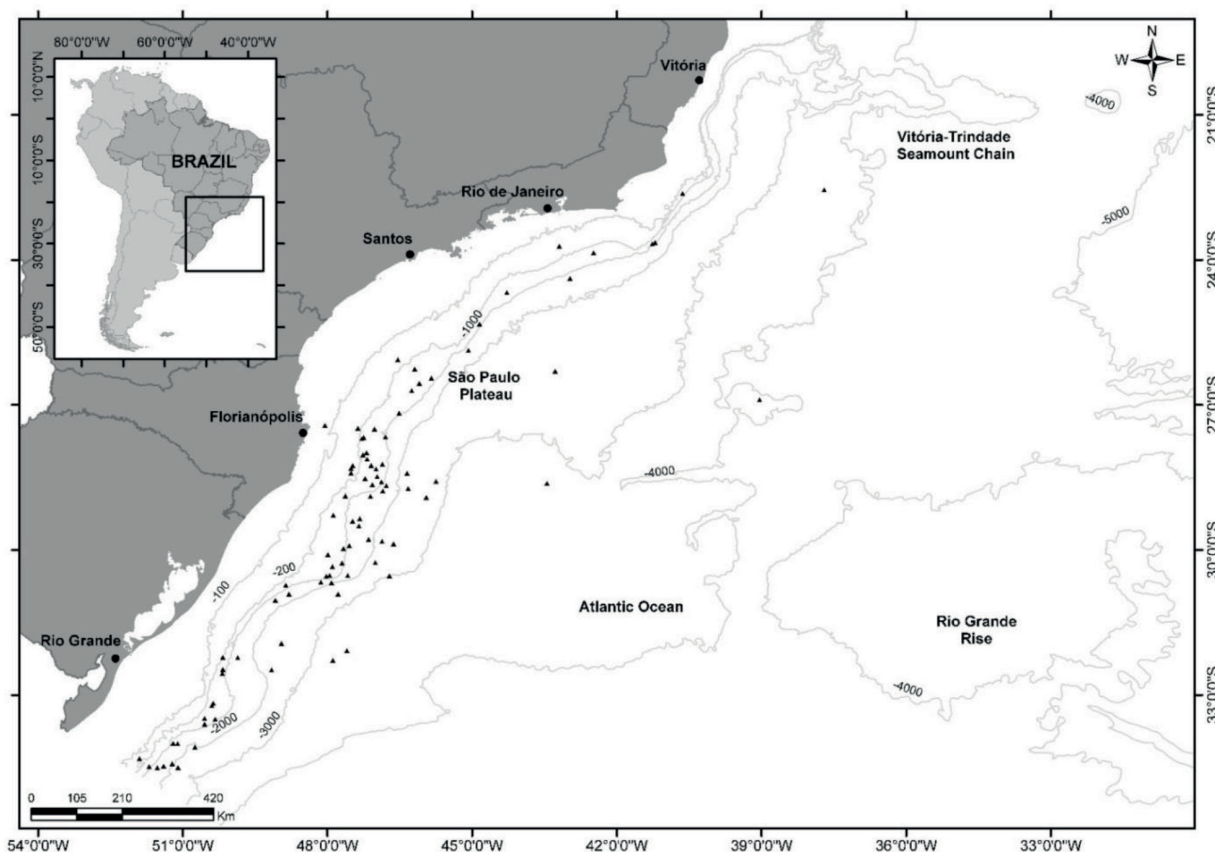 80°0'0"W 60°0'0"W 40°0'0"W
10°0'0"N
10°0'0"S
30°0'0"S
50°0'0"S
BRAZIL
N
W E
S
Vitória
-4000
21°0'0"S
Vitória-Trindade
Seamount Chain
Rio de Janeiro
-5000
Santos
24°0'0"S
-1000
São Paulo
Plateau
27°0'0"S
Florianópolis
-4000
30°0'0"S
-200
-100
Atlantic Ocean
Rio Grande
Rise
Rio Grande
-4000
33°0'0"S
-2000
-3000
0 105 210 420
Km
54°0'0"W 51°0'0"W 48°0'0"W 45°0'0"W 42°0'0"W 39°0'0"W 36°0'0"W 33°0'0"W